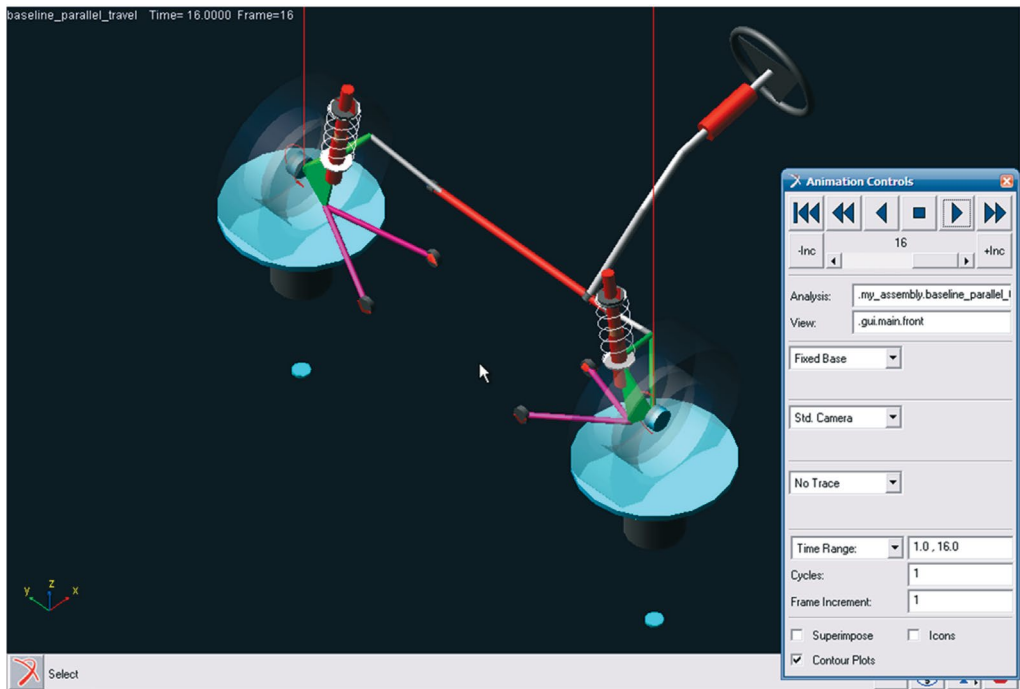 baseline_parallel_travel Time= 16.0000 Frame=16
Animation Controls
16
-Inc
+Inc
Analysis: .my_assembly.baseline_parallel_
View: .gui.main.front
Fixed Base
Std. Camera
No Trace
Time Range: 1.0 , 16.0
Cycles: 1
Frame Increment: 1
Superimpose Icons
Contour Plots
z
y x
Select